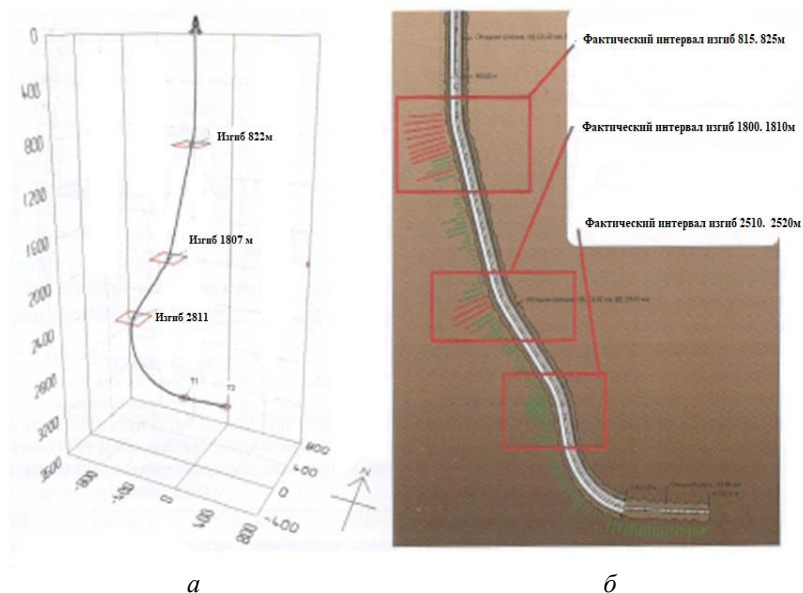 0
400
800
1200
1600
2000
2400
2800
3200
3600
Изгиб 822м
Изгиб 1807 м
Изгиб 2811
T1
-800
-400
0
400
800
-400
0
400
800
Фактический интервал изгиб 815. 825м
Фактический интервал изгиб 1800. 1810м
Фактический интервал изгиб 2510. 2520м
а
б